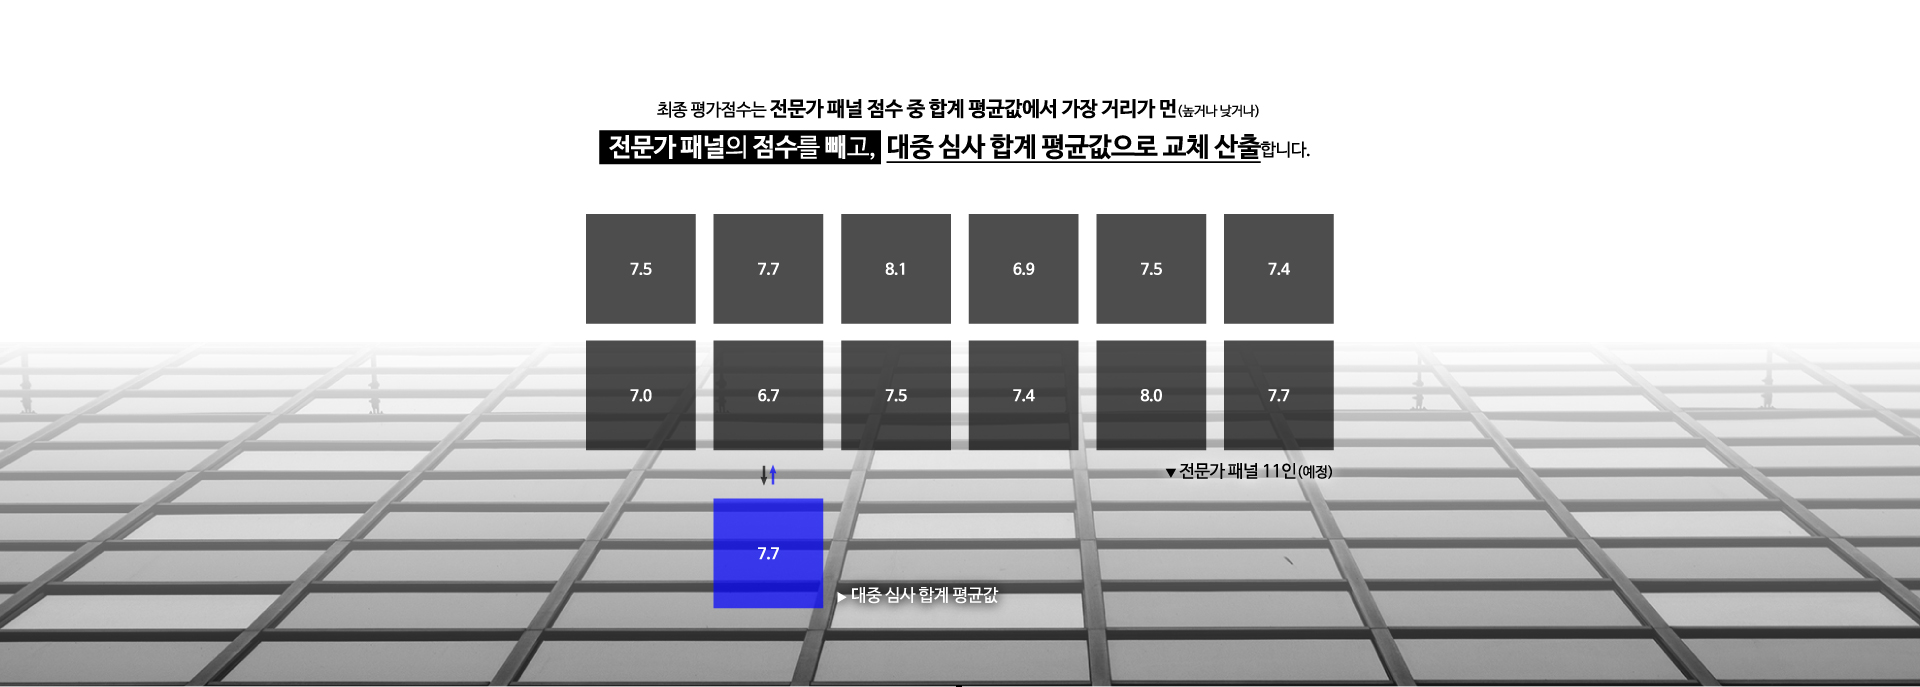 최종 평가점수는 전문가 패널 점수 중 합계 평균값에서 가장 거리가 먼(높거나 낮거나)
전문가 패널의 점수를 빼고, 대중 심사 합계 평균값으로 교체 산출합니다.
7.5 7.7 8.1 6.9 7.5 7.4
7.0 6.7 7.5 7.4 8.0 7.7
▼ 전문가 패널 11인(예정)
7.7
▶ 대중 심사 합계 평균값